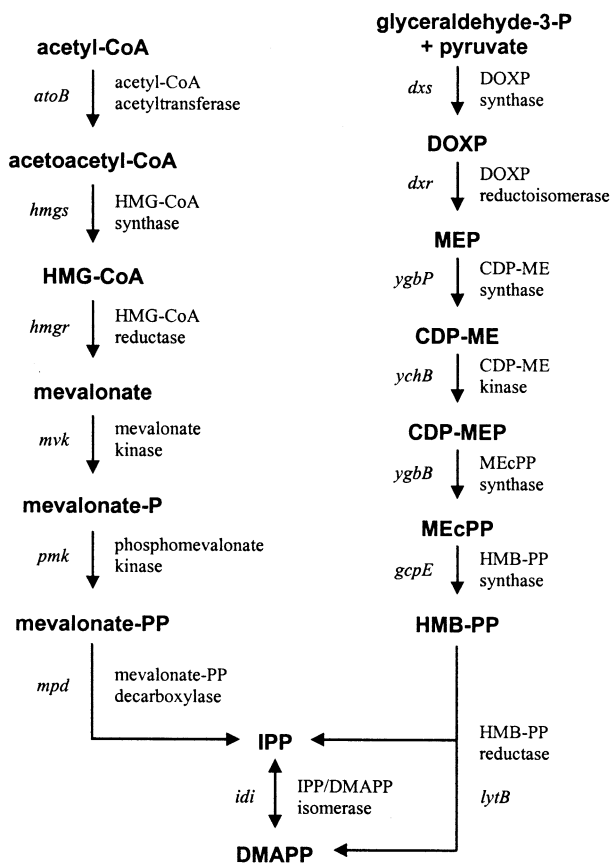 acetyl-CoA
atoB
acetyl-CoA
acetyltransferase
acetoacetyl-CoA
hmgs
HMG-CoA
synthase
HMG-CoA
hmgr
HMG-CoA
reductase
mevalonate
mvk
mevalonate
kinase
mevalonate-P
pmk
phosphomevalonate
kinase
mevalonate-PP
mpd
mevalonate-PP
decarboxylase
glyceraldehyde-3-P
+ pyruvate
dxs
DOXP
synthase
DOXP
dxr
DOXP
reductoisomerase
MEP
ygbP
CDP-ME
synthase
CDP-ME
ychB
CDP-ME
kinase
CDP-MEP
ygbB
MEcPP
synthase
MEcPP
gcpE
HMB-PP
synthase
HMB-PP
HMB-PP
reductase
lytB
IPP
idi
IPP/DMAPP
isomerase
DMAPP